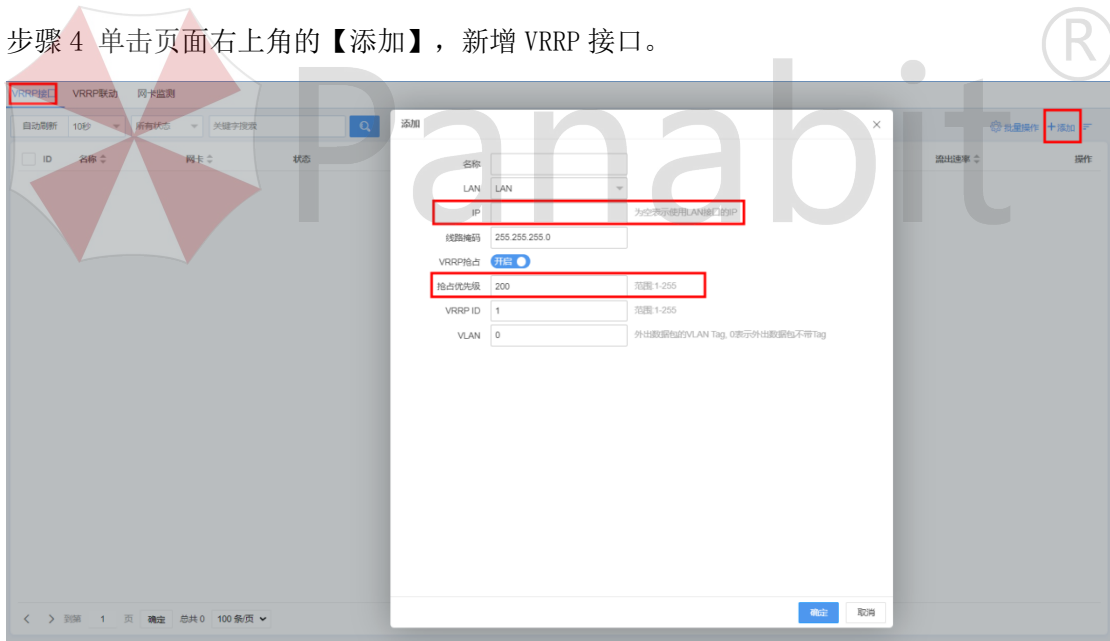 步骤 4 单击页面右上角的【添加】，新增 VRRP 接口。
Panabit ®
VRRP接口 VRRP联动 网卡监测
自动刷新 10秒 所有状态 关键字搜索
添加
批量操作 +添加
ID 名称 网卡 状态 流出速率 操作
名称
LAN LAN
IP 为空表示使用LAN接口的IP
线路掩码 255.255.255.0
VRRP抢占 开启
抢占优先级 200 范围:1-255
VRRP ID 1 范围:1-255
VLAN 0 外出数据包的VLAN Tag, 0表示外出数据包不带Tag
到第 1 页 确定 总共 0 100 条/页
确定 取消